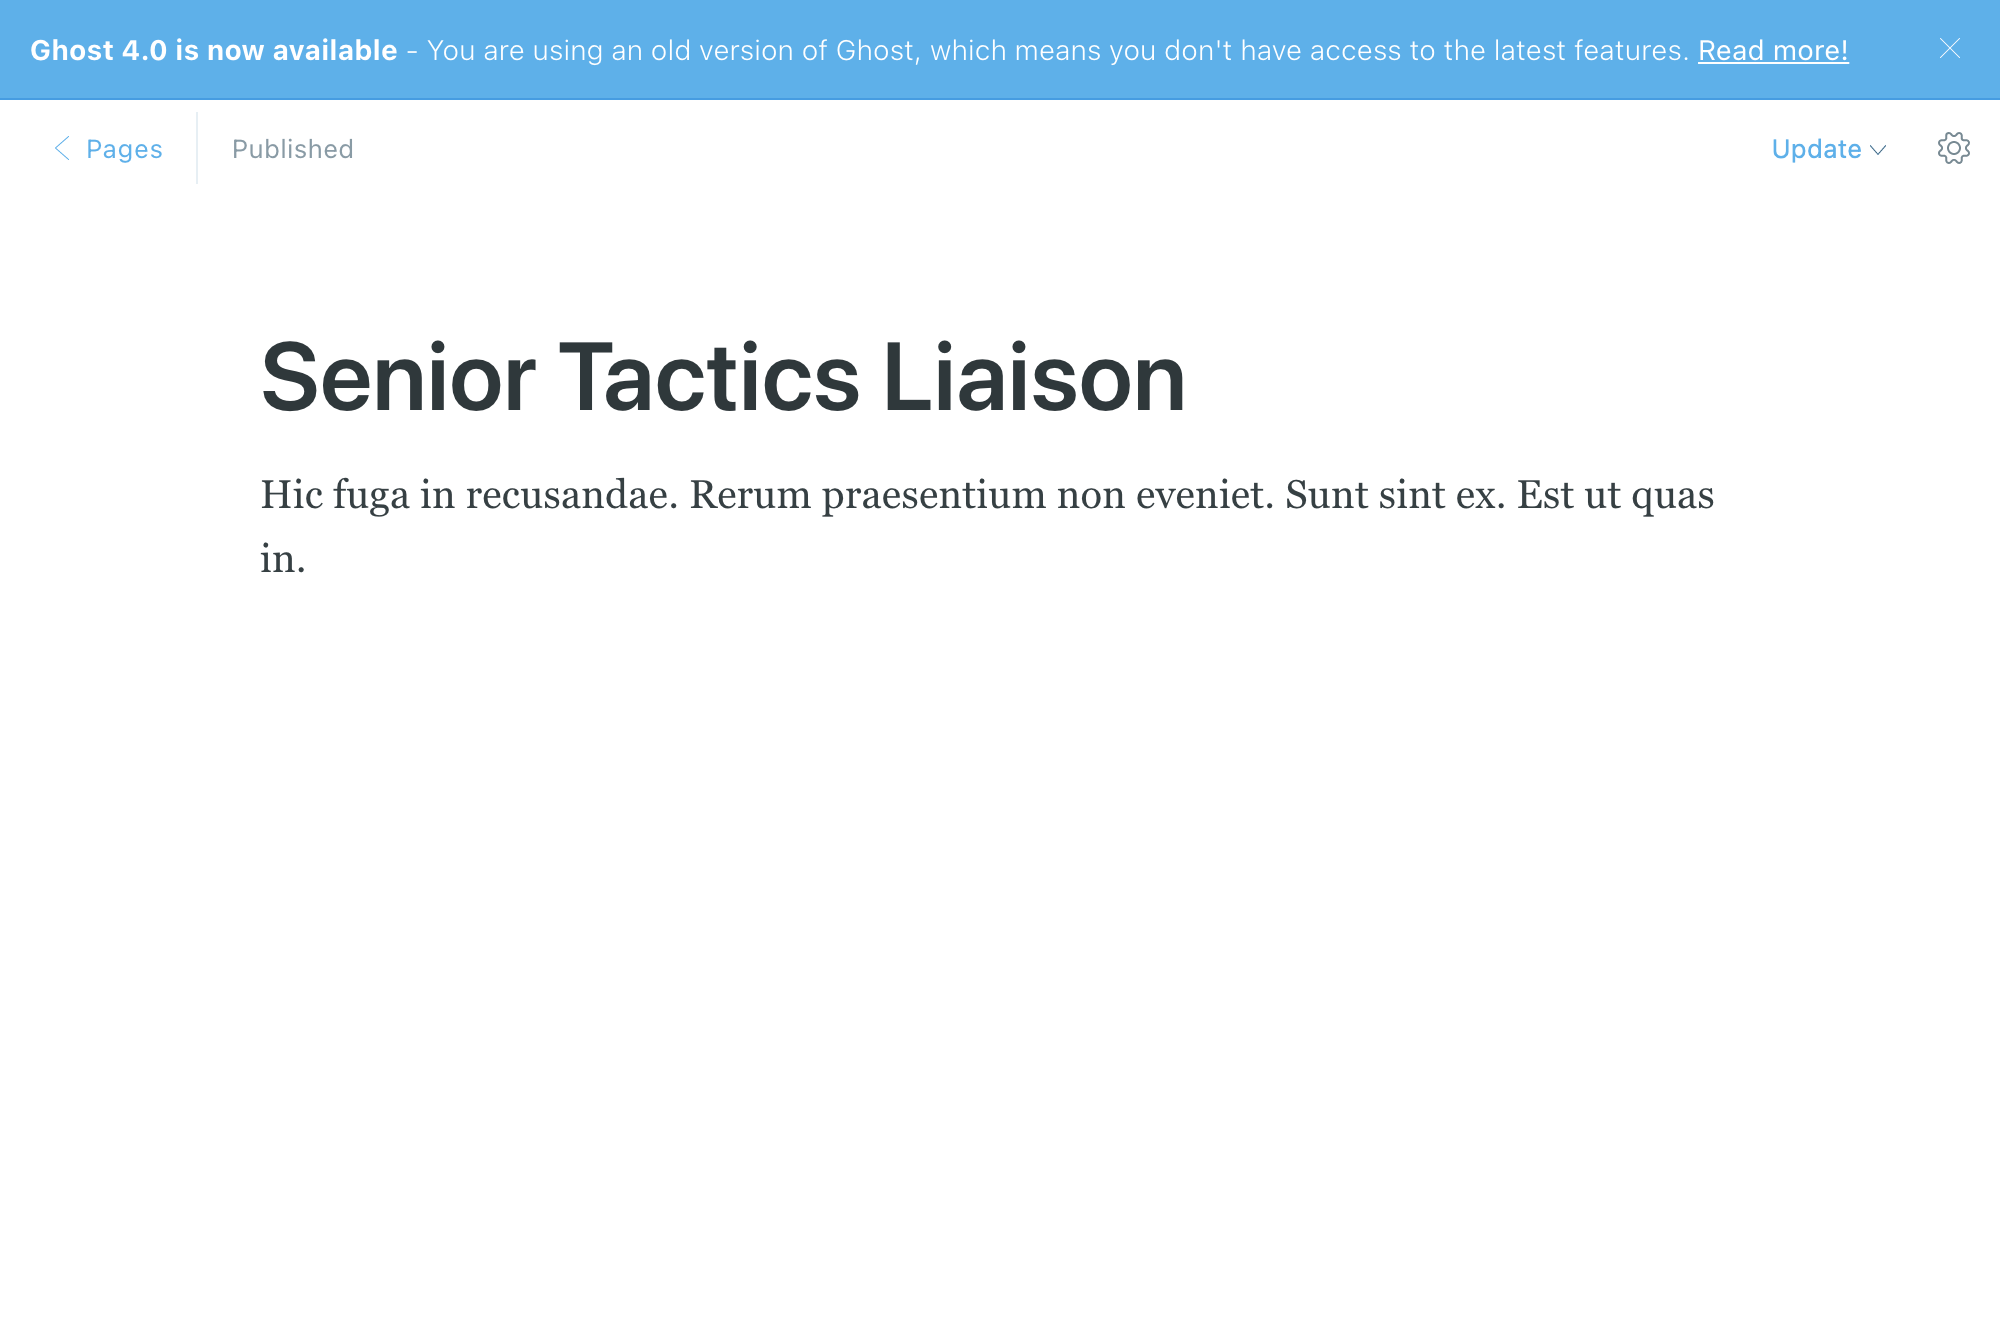 Ghost 4.0 is now available - You are using an old version of Ghost, which means you don't have access to the latest features. Read more!
Pages
Published
Update
Senior Tactics Liaison
Hic fuga in recusandae. Rerum praesentium non eveniet. Sunt sint ex. Est ut quas
in.